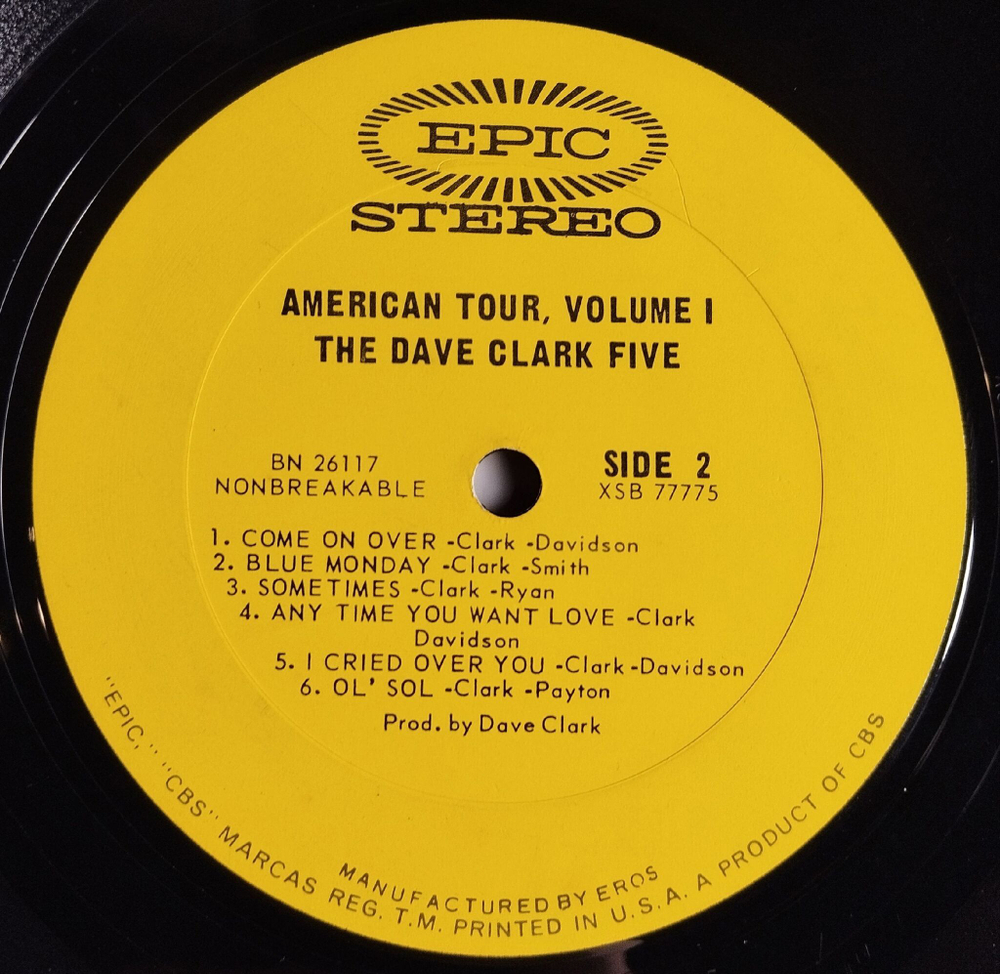 EPIC
STEREO
AMERICAN TOUR, VOLUME I
THE DAVE CLARK FIVE
BN 26117
NONBREAKABLE
SIDE 2
XSB 77775
1. COME ON OVER -Clark -Davidson
2. BLUE MONDAY -Clark -Smith
3. SOMETIMES -Clark -Ryan
4. ANY TIME YOU WANT LOVE -Clark
Davidson
5. I CRIED OVER YOU -Clark -Davidson
6. OL' SOL -Clark -Payton
Prod. by Dave Clark
MANUFACTURED BY EROS
"EPIC," "CBS" MARCAS REG. T.M. PRINTED IN U.S.A. A PRODUCT OF CBS